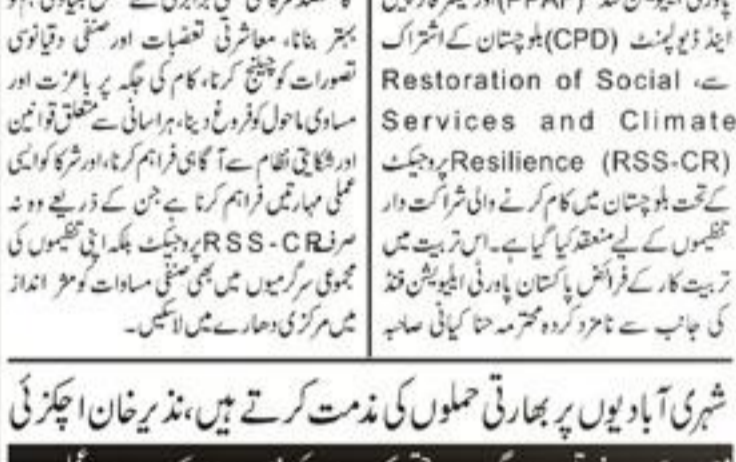 پاورٹی ایلیویشن فنڈ (PPAF) اور
اینڈ ڈیولپمنٹ (CPD) بلوچستان کے اشتراک
سے، Restoration of Social
Services and Climate
Resilience (RSS-CR) پروجیکٹ
کے تحت بلوچستان میں کام کرنے والی شراکت دار
تنظیموں کے لیے منعقد کیا گیا ہے۔ اس تربیت میں
تربیت کار کے فرائض پاکستان پاورٹی ایلیویشن فنڈ
کی جانب سے نامزد کردہ محترمہ حنا کیانی صاحبہ
بہتر بنانا، معاشرتی تعصبات اور صنفی دقیانوسی
تصورات کو چیلنج کرنا، کام کی جگہ پر باعزت اور
مساوی ماحول کو فروغ دینا، ہراسانی سے متعلق قوانین
اور شکایتی نظام سے آگاہی فراہم کرنا، اور شرکا کو ایسی
عملی مہارتیں فراہم کرنا ہے جن کے ذریعے وہ نہ
صرف RSS-CR پروجیکٹ بلکہ اپنی تنظیموں کی
مجموعی سرگرمیوں میں بھی صنفی مساوات کو مؤثر انداز
میں مرکزی دھارے میں لا سکیں۔
شہری آبادیوں پر بھارتی حملوں کی مذمت کرتے ہیں، نذیر خان اچکزئی